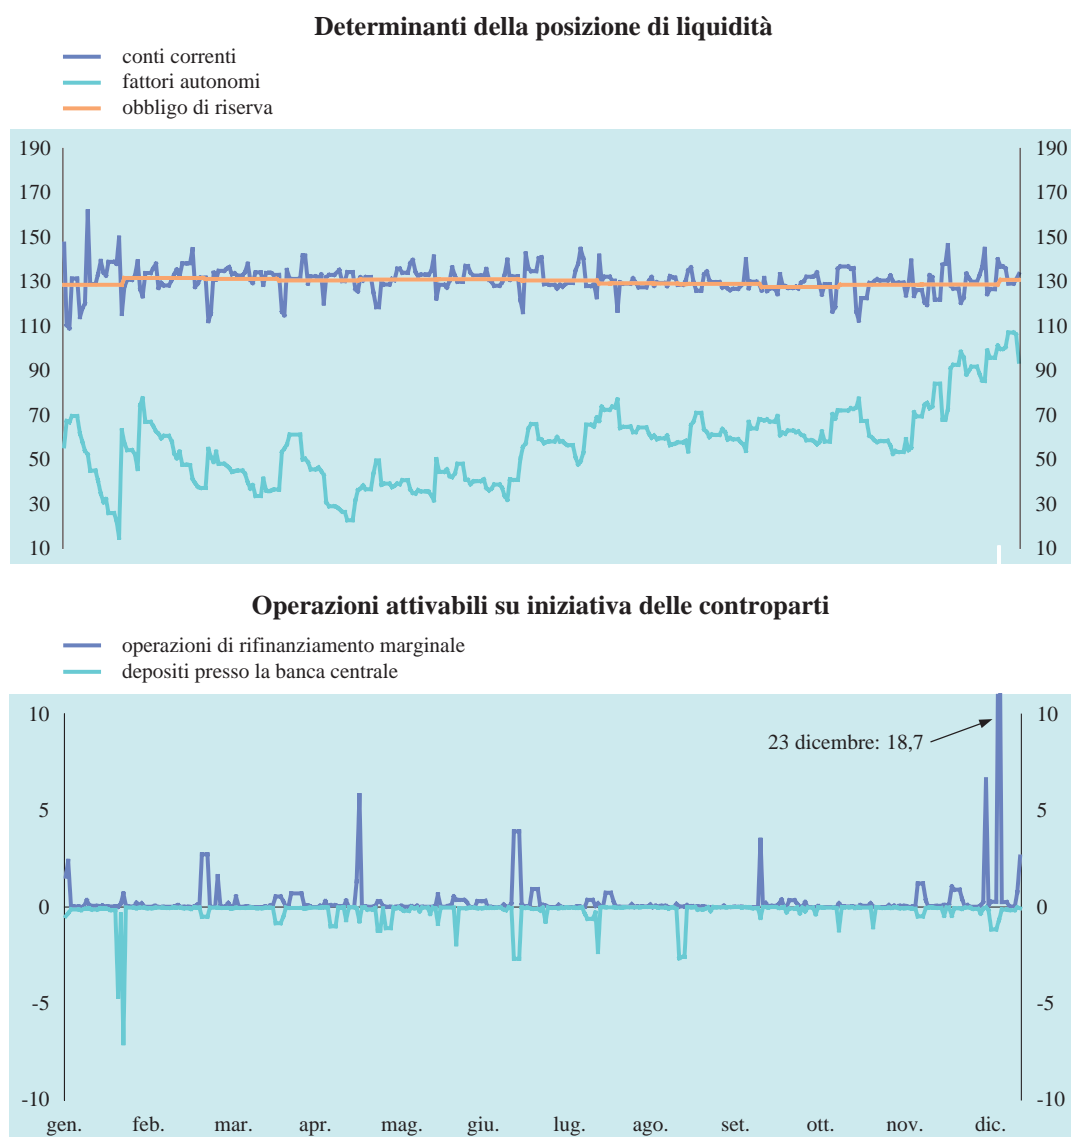 Determinanti della posizione di liquidità
conti correnti
fattori autonomi
obbligo di riserva
190 190
170 170
150 150
130 130
110 110
90 90
70 70
50 50
30 30
10 10
Operazioni attivabili su iniziativa delle controparti
operazioni di rifinanziamento marginale
depositi presso la banca centrale
10 10
23 dicembre: 18,7
5 5
0 0
-5 -5
-10 -10
gen. feb. mar. apr. mag. giu. lug. ago. set. ott. nov. dic.